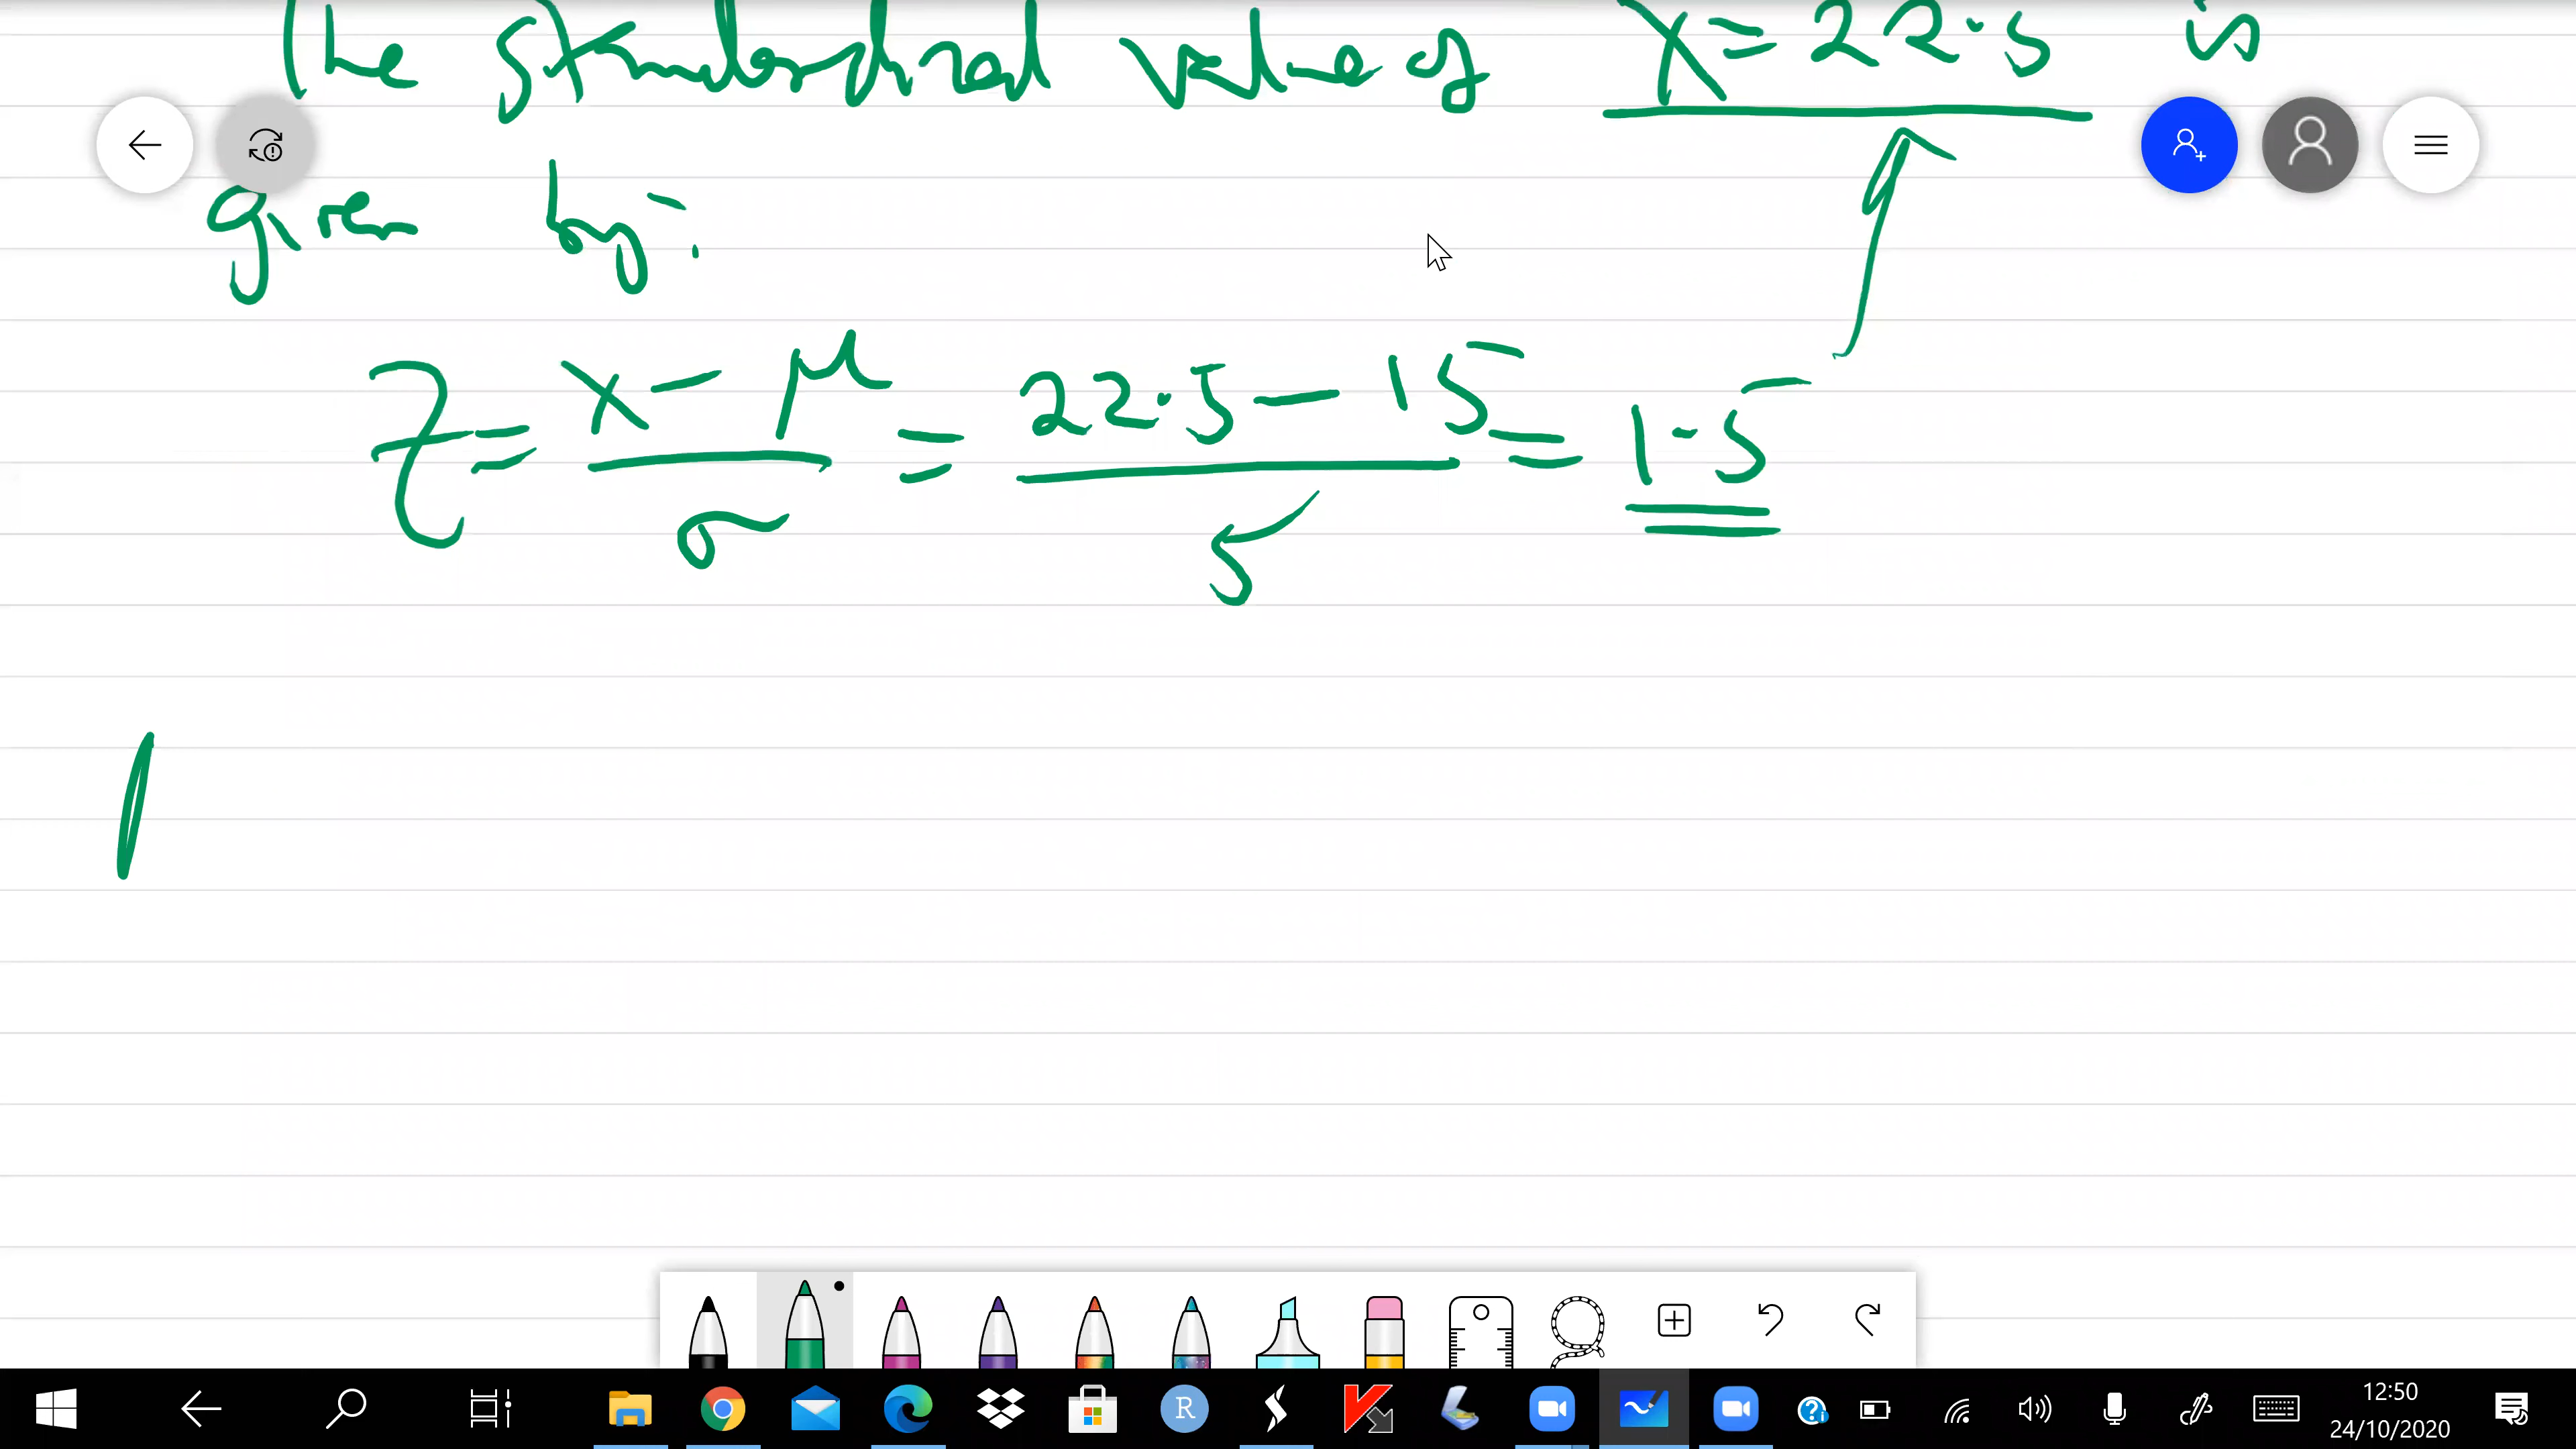 The standardized value of X = 22.5 is
given by:
Z = X - μ / σ = 22.5 - 15 / 5 = 1.5
R
12:50
24/10/2020